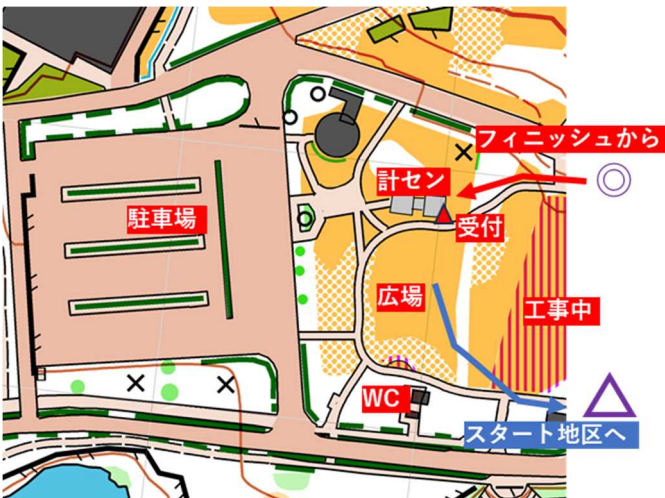 フィニッシュから
計セン
駐車場
受付
広場
工事中
WC
スタート地区へ